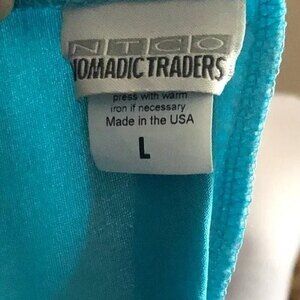 NTCO
NOMADIC TRADERS
press with warm
iron if necessary
Made in the USA
L